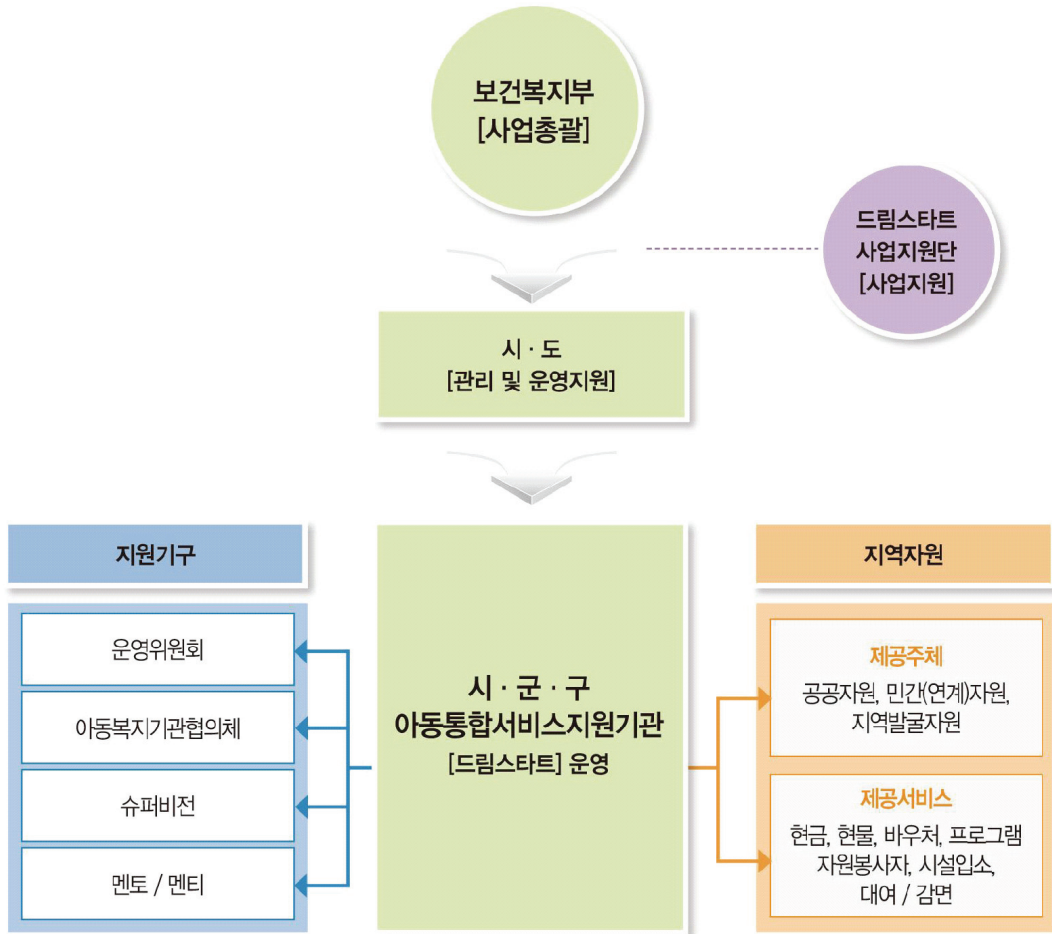 보건복지부
[사업총괄]
드림스타트
사업지원단
[사업지원]
시 · 도
[관리 및 운영지원]
지원기구
운영위원회
아동복지기관협의체
슈퍼비전
멘토 / 멘티
시 · 군 · 구
아동통합서비스지원기관
[드림스타트] 운영
지역자원
제공주체
공공자원, 민간(연계)자원,
지역발굴자원
제공서비스
현금, 현물, 바우처, 프로그램
자원봉사자, 시설입소,
대여 / 감면